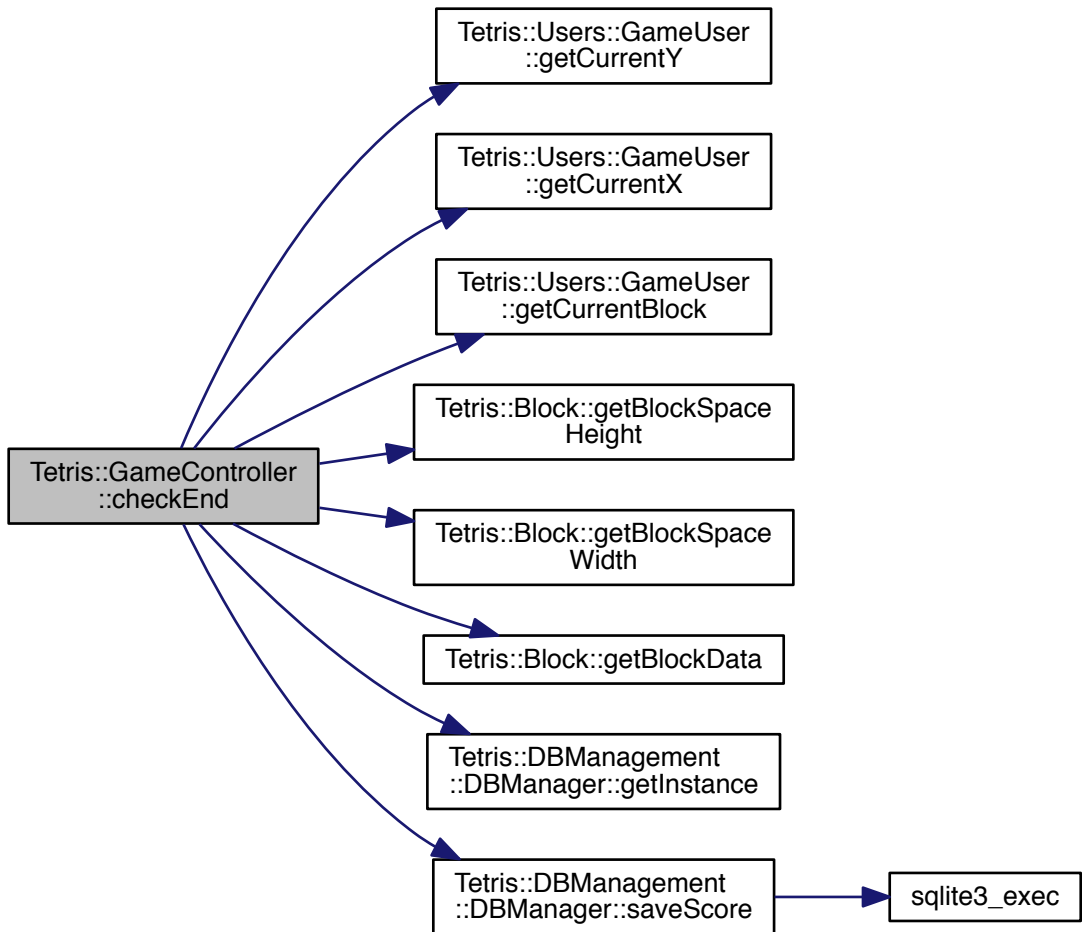 Tetris::Users::GameUser
::getCurrentY
Tetris::Users::GameUser
::getCurrentX
Tetris::Users::GameUser
::getCurrentBlock
Tetris::Block::getBlockSpace
Height
Tetris::GameController
::checkEnd
Tetris::Block::getBlockSpace
Width
Tetris::Block::getBlockData
Tetris::DBManagement
::DBManager::getInstance
Tetris::DBManagement
::DBManager::saveScore
sqlite3_exec